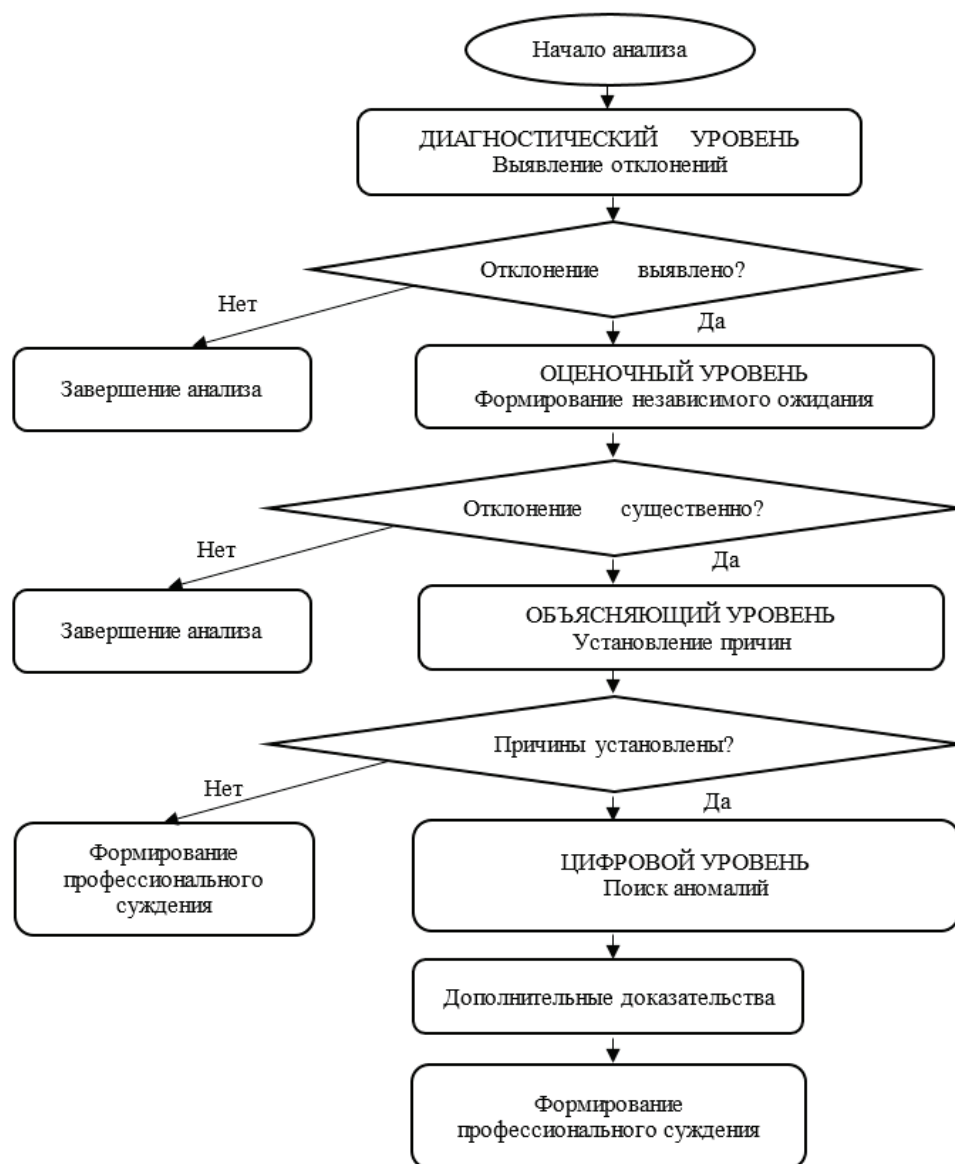 Начало анализа
ДИАГНОСТИЧЕСКИЙ УРОВЕНЬ
Выявление отклонений
Отклонение выявлено?
Нет
Да
Завершение анализа
ОЦЕНОЧНЫЙ УРОВЕНЬ
Формирование независимого ожидания
Отклонение существенно?
Нет
Да
Завершение анализа
ОБЪЯСНЯЮЩИЙ УРОВЕНЬ
Установление причин
Причины установлены?
Нет
Да
Формирование
профессионального
суждения
ЦИФРОВОЙ УРОВЕНЬ
Поиск аномалий
Дополнительные доказательства
Формирование
профессионального суждения